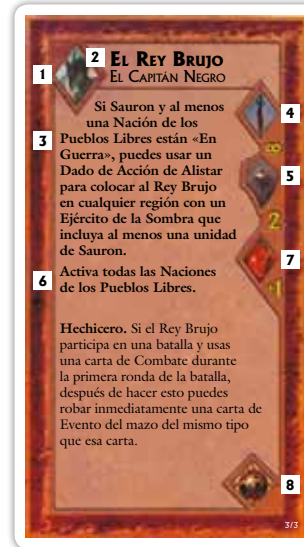 2 EL REY BRUJO
1 EL CAPITÁN NEGRO
Si Sauron y al menos
una Nación de los
3 Pueblos Libres están «En
Guerra», puedes usar un
Dado de Acción de Alistar
para colocar al Rey Brujo
en cualquier región con un
Ejército de la Sombra que
incluya al menos una unidad
de Sauron.
6 Activa todas las Naciones
de los Pueblos Libres.
Hechicero. Si el Rey Brujo
participa en una batalla y usas
una carta de Combate durante
la primera ronda de la batalla,
después de hacer esto puedes
robar inmediatamente una carta de
Evento del mazo del mismo tipo
que esa carta.
4
∞
5
2
7
+1
8
3/3